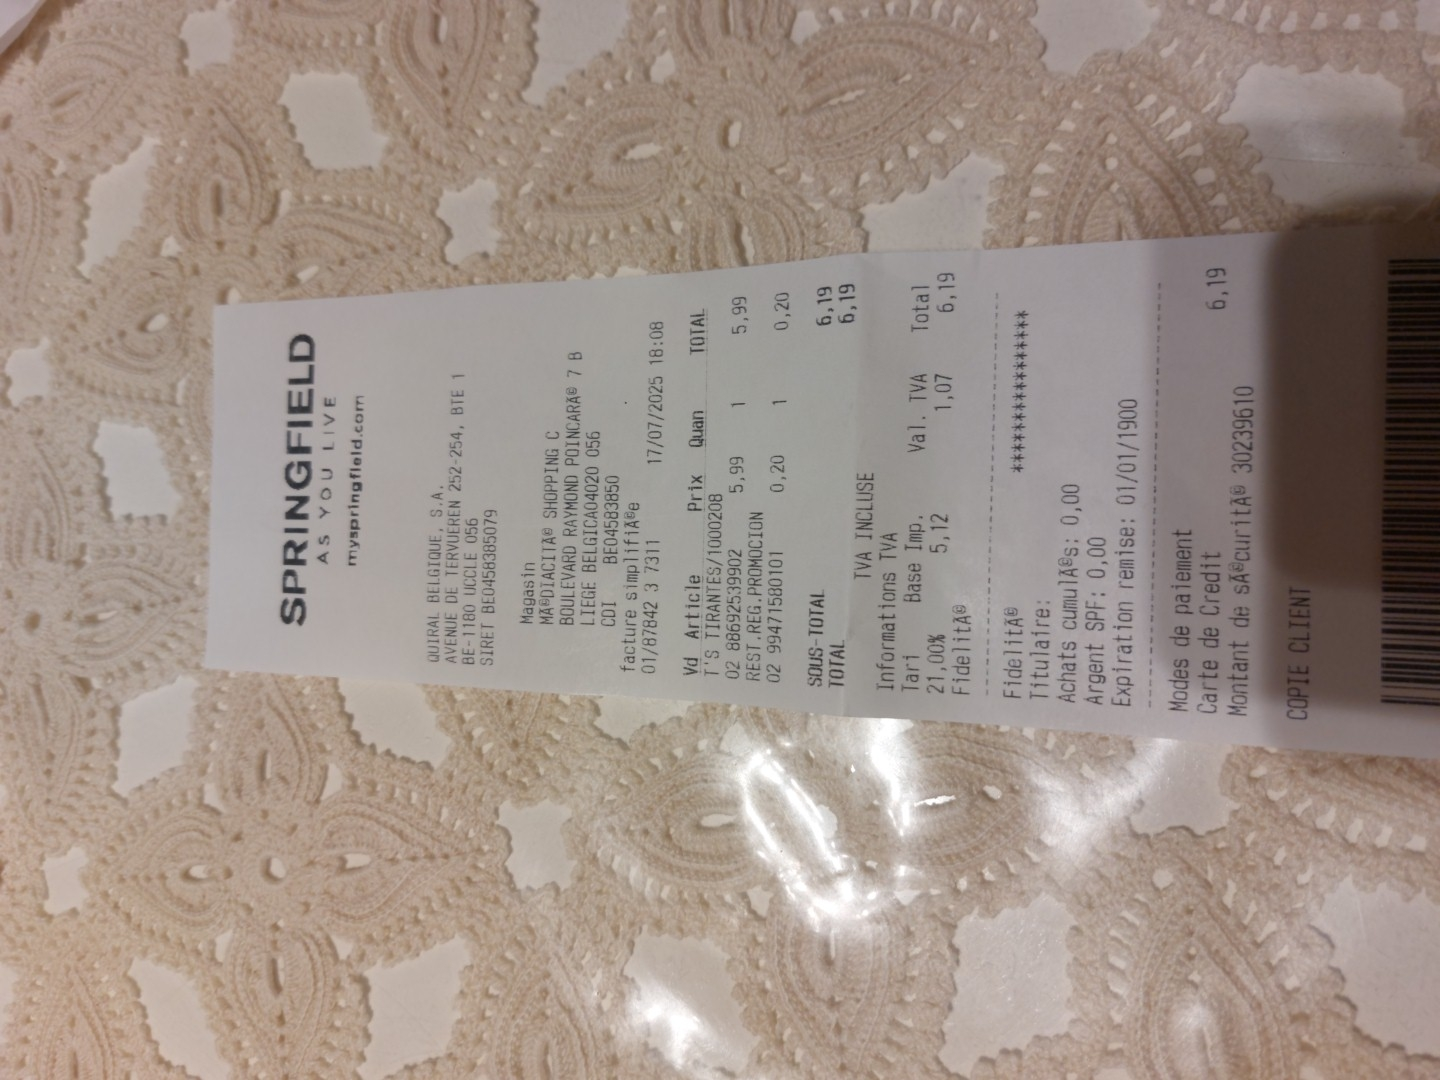 SPRINGFIELD
AS YOU LIVE
myspringfield.com
QUIRAL BELGIQUE, S.A.
AVENUE DE TERVUEREN 252-254, BTE 1
BE-1180 UCCLE 056
SIRET BE0458385079
Magasin
MÃ©DIACITÃ© SHOPPING C
BOULEVARD RAYMOND POINCARÃ© 7 B
LIEGE BELGICA04020 056
CDI BE04583850
facture simplifiÃ©e
01/87842 3 7311 17/07/2025 18:08
Vd Article Prix Quan TOTAL
T'S TIRANTES/1000208
02 88692539902 5,99 1 5,99
REST.REG.PROMOCION
02 99471580101 0,20 1 0,20
SOUS-TOTAL 6,19
TOTAL 6,19
TVA INCLUSE
Informations TVA
Tari Base Imp. Val. TVA Total
21,00% 5,12 1,07 6,19
FidelitÃ©
FidelitÃ© ****************
Titulaire:
Achats cumulÃ©s: 0,00
Argent SPF: 0,00
Expiration remise: 01/01/1900
Modes de paiement
Carte de Credit 6,19
Montant de sÃ©curitÃ© 30239610
COPIE CLIENT